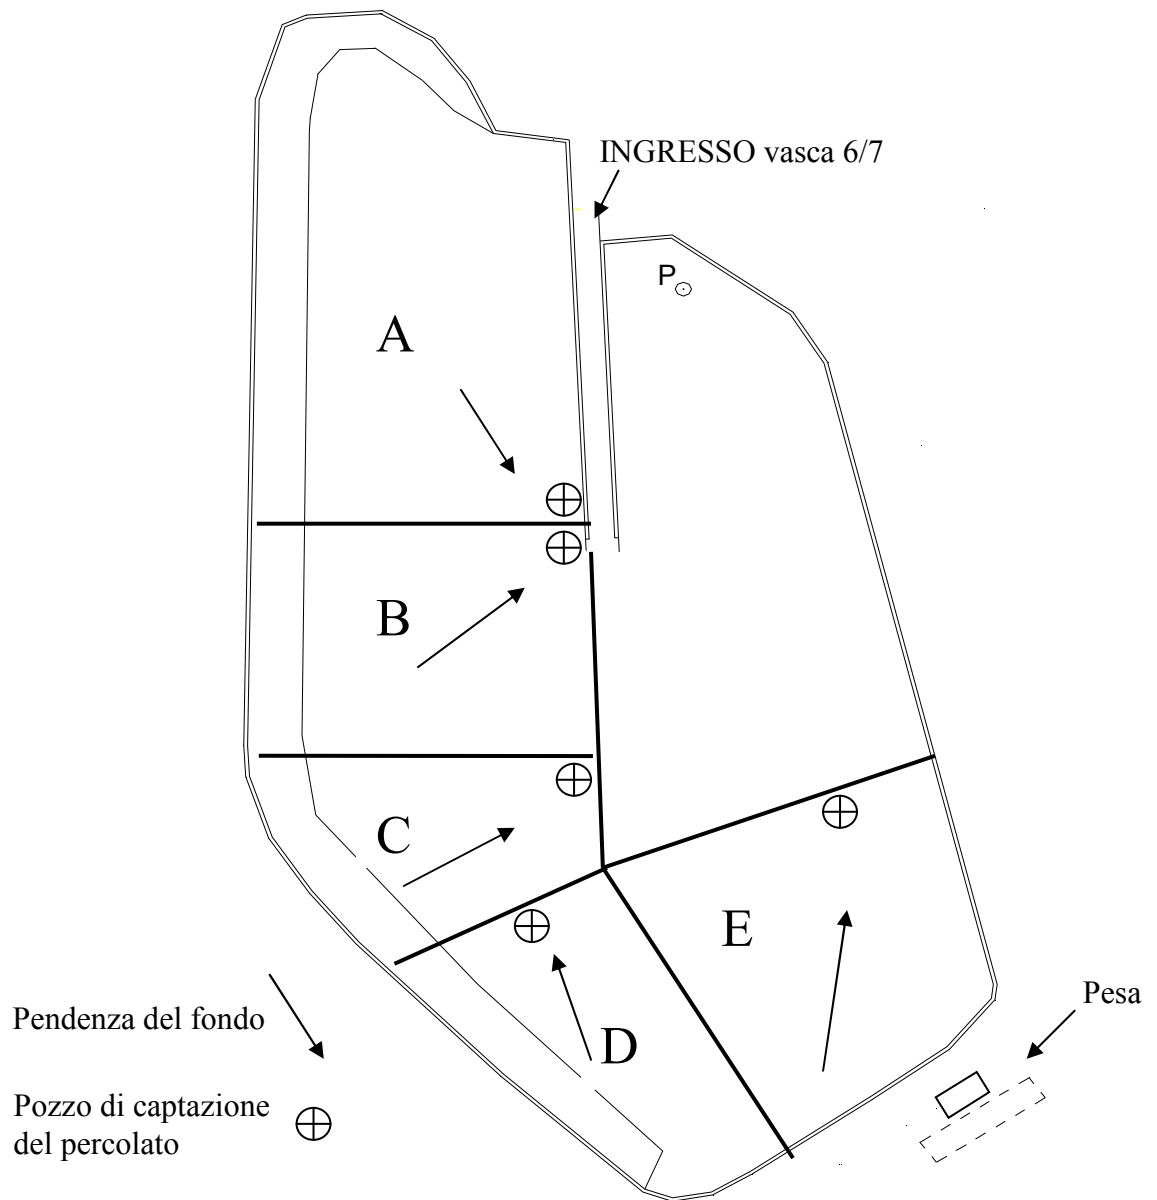 INGRESSO vasca 6/7
P
A
B
C
E
D
Pesa
Pendenza del fondo
Pozzo di captazione
del percolato